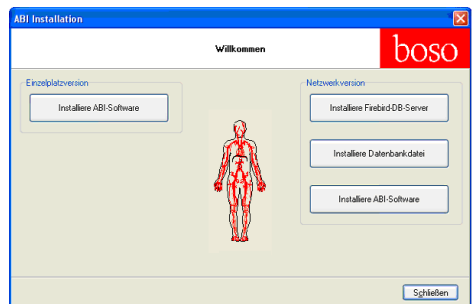 ABI Installation
Willkommen
boso
Einzelplatzversion
Installiere ABI-Software
Netzwerkversion
Installiere Firebird-DB-Server
Installiere Datenbankdatei
Installiere ABI-Software
Schließen